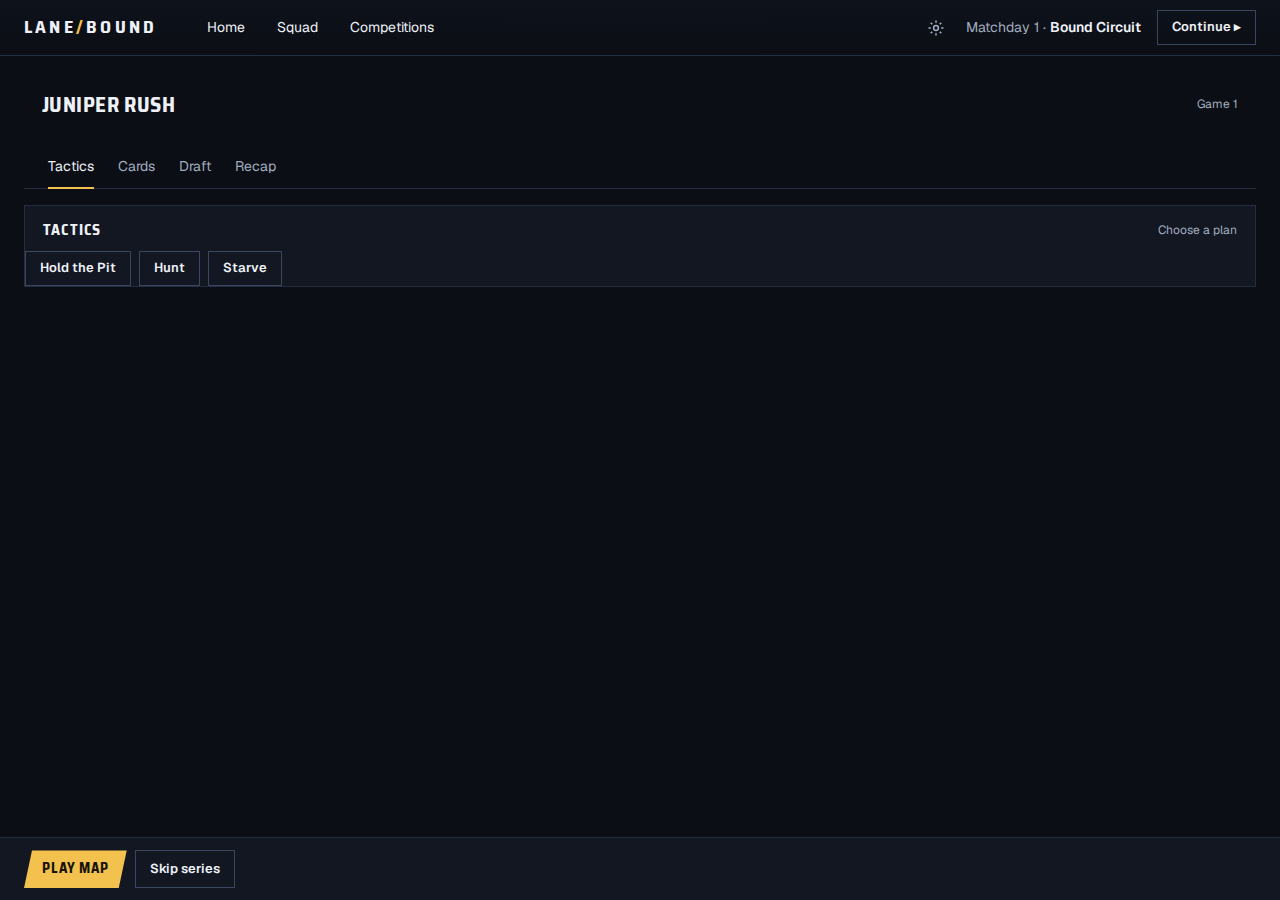 LANE/BOUND Home Squad Competitions Matchday 1 · Bound Circuit Continue ▸
JUNIPER RUSH Game 1
Tactics Cards Draft Recap
TACTICS Choose a plan
Hold the Pit Hunt Starve
PLAY MAP Skip series